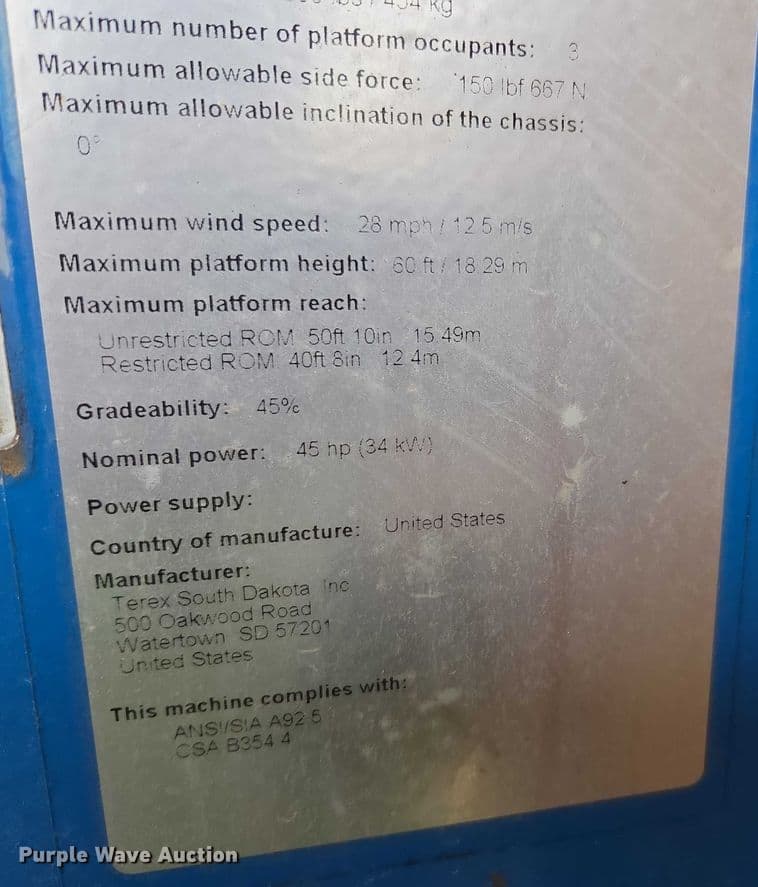 454 kg
Maximum number of platform occupants: 3
Maximum allowable side force: 150 lbf 667 N
Maximum allowable inclination of the chassis:
0°
Maximum wind speed: 28 mph / 12.5 m/s
Maximum platform height: 60 ft / 18.29 m
Maximum platform reach:
Unrestricted ROM 50ft 10in 15.49m
Restricted ROM 40ft 8in 12.4m
Gradeability: 45%
Nominal power: 45 hp (34 kW)
Power supply:
Country of manufacture: United States
Manufacturer:
Terex South Dakota Inc
500 Oakwood Road
Watertown SD 57201
United States
This machine complies with:
ANSI/SIA A92.5
CSA B354.4
Purple Wave Auction